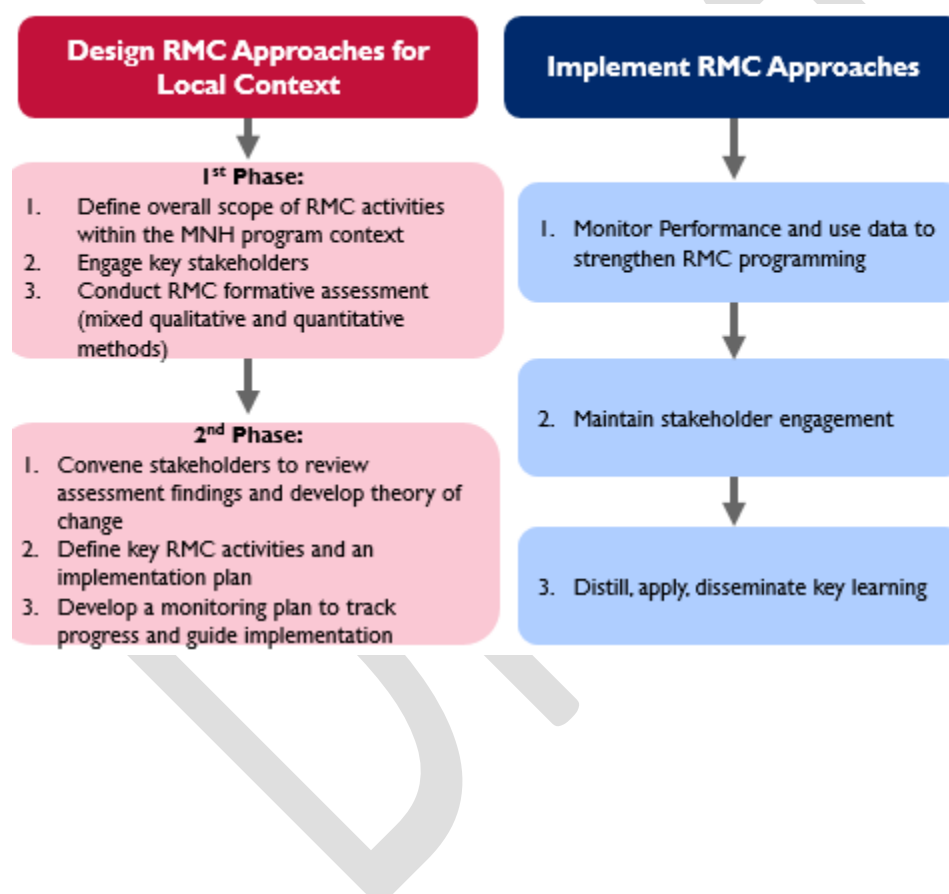 Design RMC Approaches for
Local Context
1st Phase:
1. Define overall scope of RMC activities
within the MNH program context
2. Engage key stakeholders
3. Conduct RMC formative assessment
(mixed qualitative and quantitative
methods)
2nd Phase:
1. Convene stakeholders to review
assessment findings and develop theory of
change
2. Define key RMC activities and an
implementation plan
3. Develop a monitoring plan to track
progress and guide implementation
Implement RMC Approaches
1. Monitor Performance and use data to
strengthen RMC programming
2. Maintain stakeholder engagement
3. Distill, apply, disseminate key learning